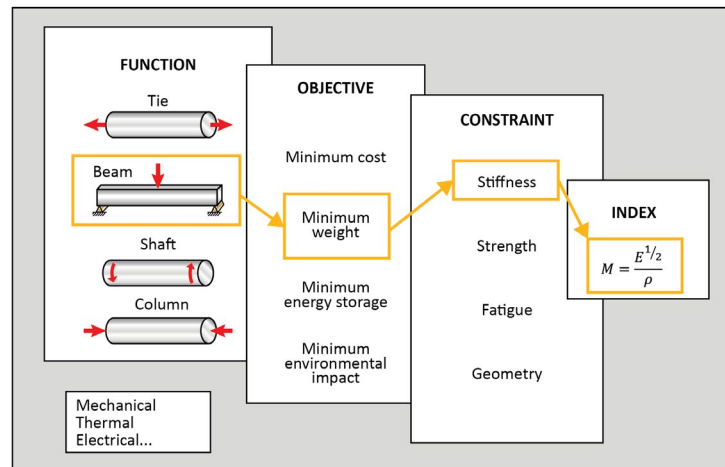 FUNCTION
Tie
Beam
Shaft
Column
OBJECTIVE
Minimum cost
Minimum
weight
Minimum
energy storage
Minimum
environmental
impact
CONSTRAINT
Stiffness
Strength
Fatigue
Geometry
INDEX
M = E^1/2 / ρ
Mechanical
Thermal
Electrical...